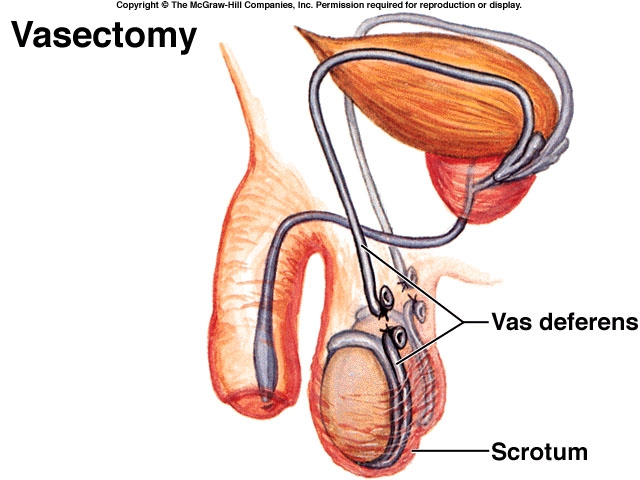 Copyright © The McGraw-Hill Companies, Inc. Permission required for reproduction or display.
Vasectomy
Vas deferens
Scrotum